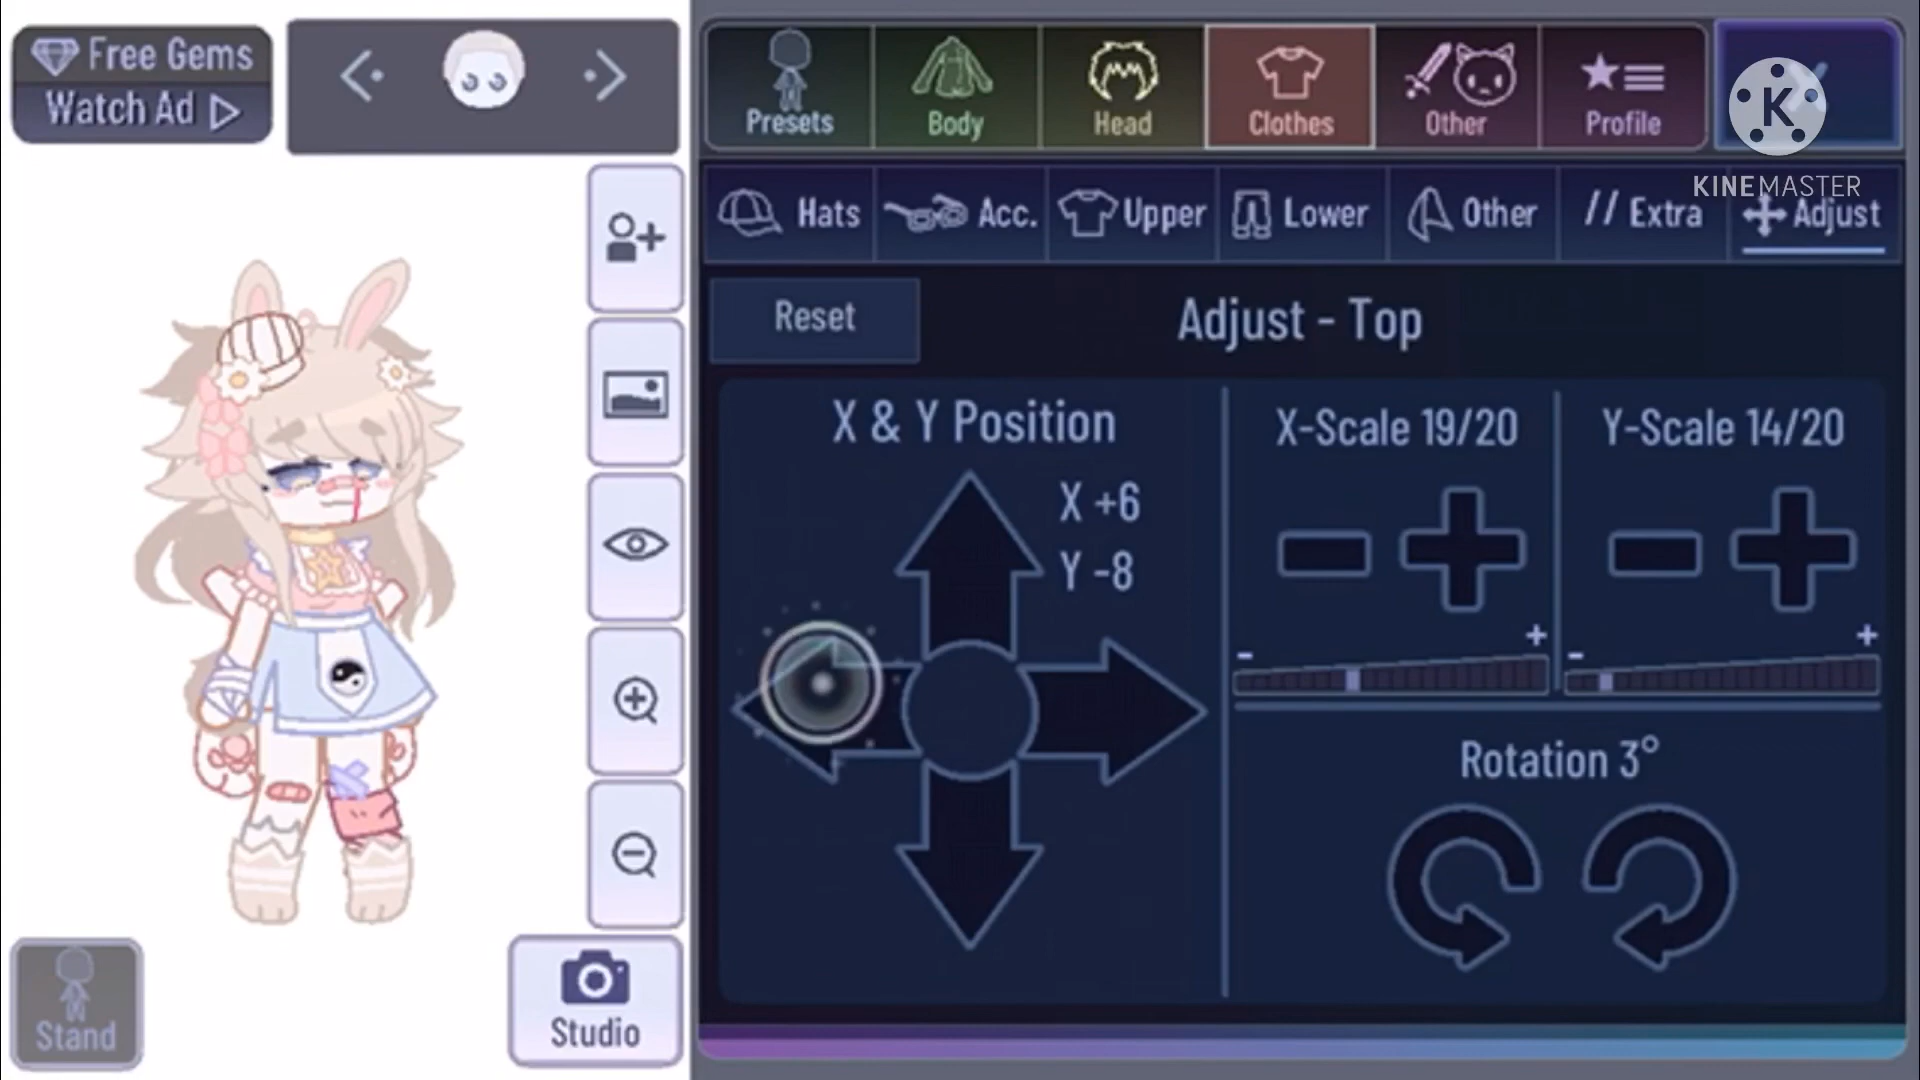 Free Gems
Watch Ad
Presets
Body
Head
Clothes
Other
Profile
K
KINEMASTER
Hats
Acc.
Upper
Lower
Other
// Extra
Adjust
Reset
Adjust - Top
X & Y Position
X +6
Y -8
X-Scale 19/20
- +
Y-Scale 14/20
- +
Rotation 3°
Stand
Studio